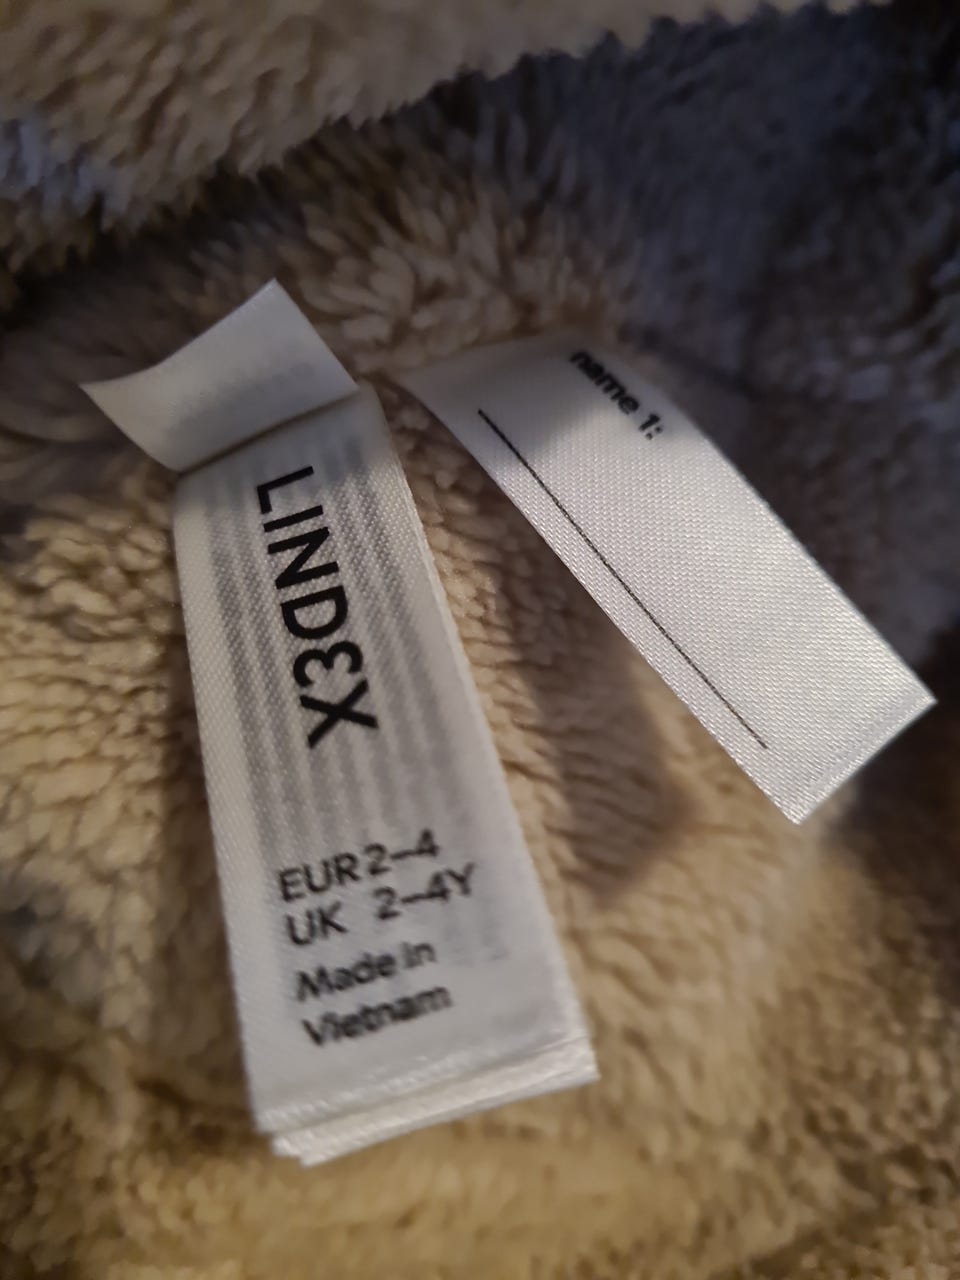 LINDEX
EUR 2–4
UK 2–4Y
Made in
Vietnam
name 1: